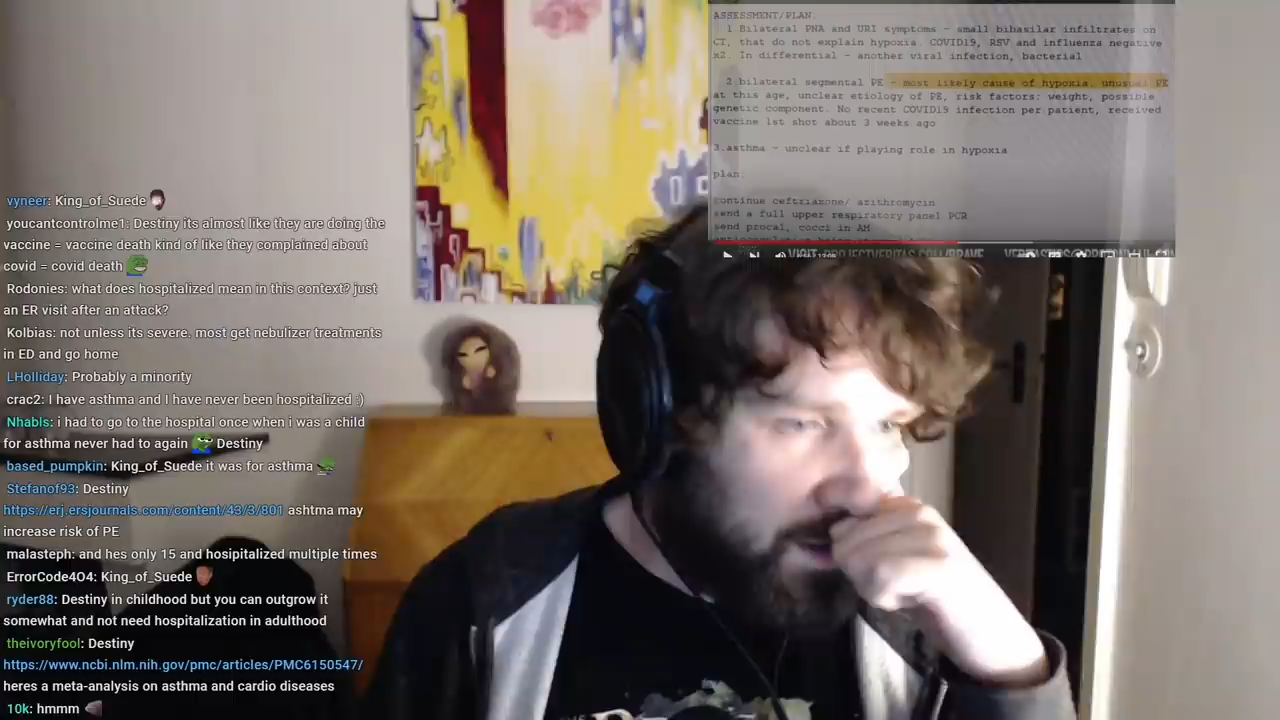 vyneer: King_of_Suede
youcantcontrolme1: Destiny its almost like they are doing the
vaccine = vaccine death kind of like they complained about
covid = covid death
Rodonies: what does hospitalized mean in this context? just
an ER visit after an attack?
Kolbias: not unless its severe. most get nebulizer treatments
in ED and go home
LHolliday: Probably a minority
crac2: I have asthma and I have never been hospitalized :)
Nhabls: i had to go to the hospital once when i was a child
for asthma never had to again Destiny
based_pumpkin: King_of_Suede it was for asthma
Stefanof93: Destiny
https://erj.ersjournals.com/content/43/3/801 ashtma may
increase risk of PE
malasteph: and hes only 15 and hosipitalized multiple times
ErrorCode4O4: King_of_Suede
ryder88: Destiny in childhood but you can outgrow it
somewhat and not need hospitalization in adulthood
theivoryfool: Destiny
https://www.ncbi.nlm.nih.gov/pmc/articles/PMC6150547/
heres a meta-analysis on asthma and cardio diseases
10k: hmmm
ASSESSMENT/PLAN:
1 Bilateral PNA and URI symptoms - small bibasilar infiltrates on
CT, that do not explain hypoxia. COVID19, RSV and influenza negative
x2. In differential - another viral infection, bacterial
2.bilateral segmental PE - most likely cause of hypoxia. unusual PE
at this age, unclear etiology of PE, risk factors: weight, possible
genetic component. No recent COVID19 infection per patient, received
vaccine 1st shot about 3 weeks ago
3.asthma - unclear if playing role in hypoxia
plan:
continue ceftriaxone/ azithromycin
send a full upper respiratory panel PCR
send procal, cocci in AM
VISIT PROJECTVERITAS.COM/BRAVE